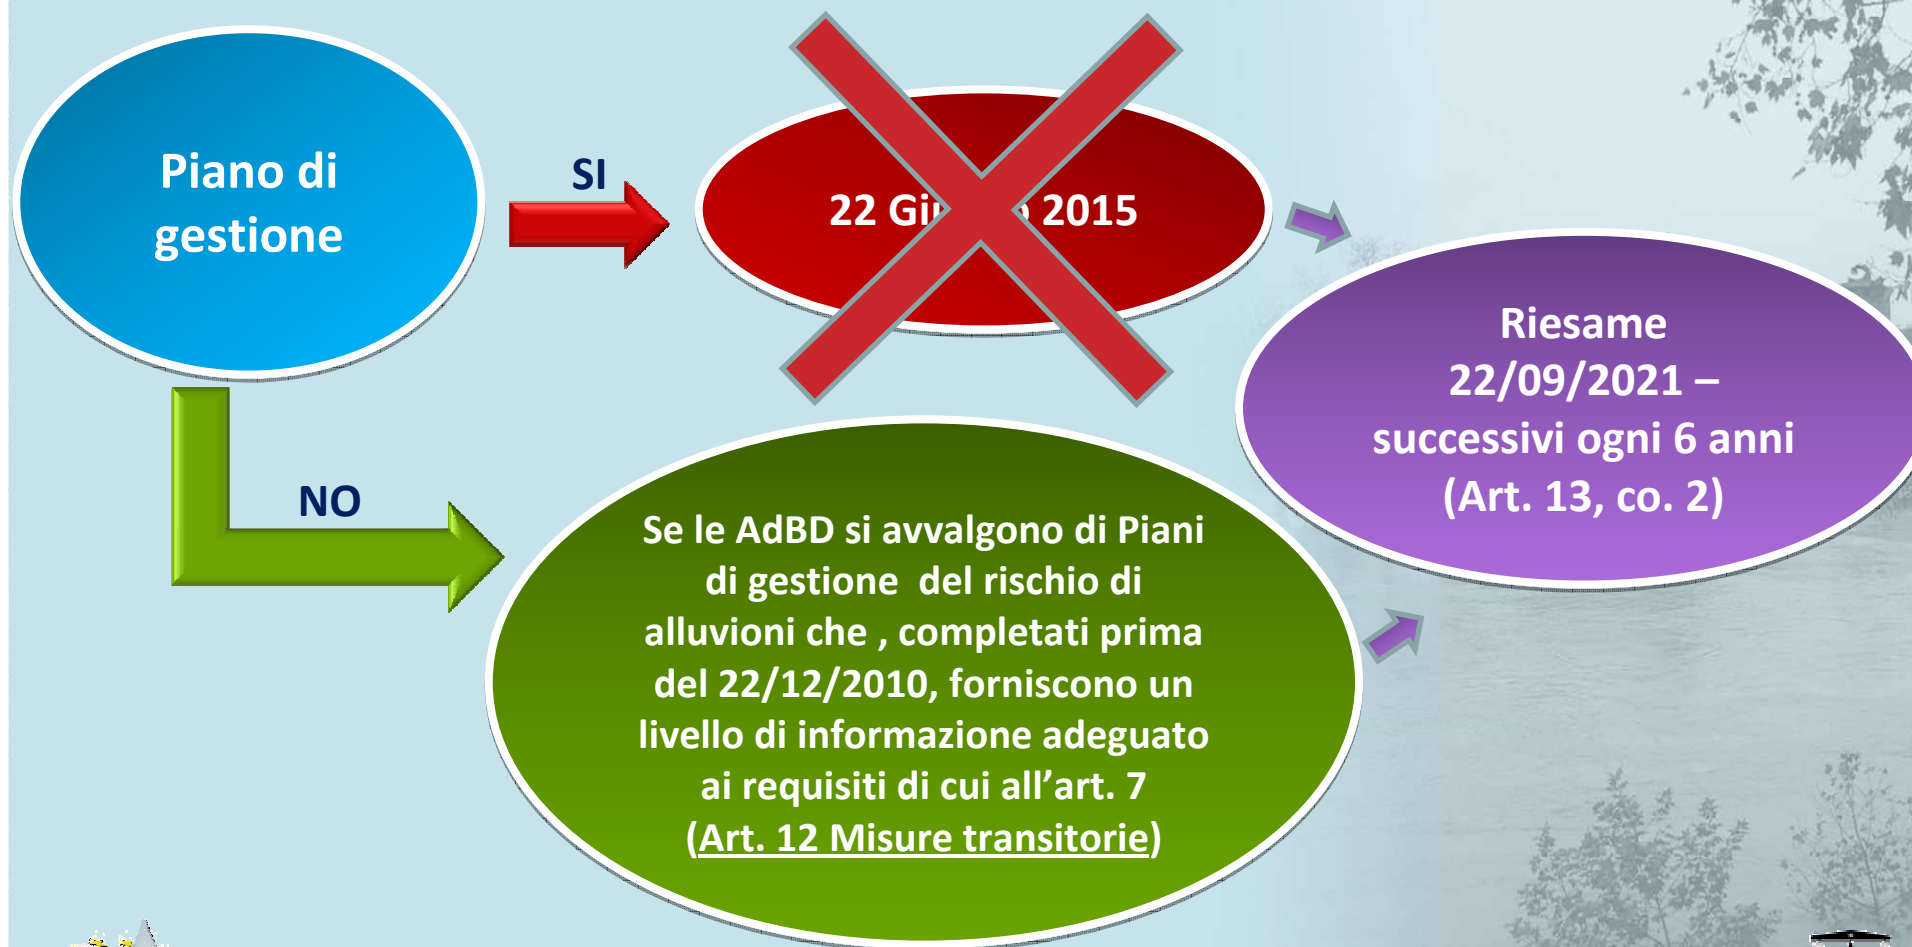 Piano di
gestione
SI
22 Gi o 2015
Riesame
22/09/2021 –
successivi ogni 6 anni
(Art. 13, co. 2)
NO
Se le AdBD si avvalgono di Piani
di gestione  del rischio di
alluvioni che , completati prima
del 22/12/2010, forniscono un
livello di informazione adeguato
ai requisiti di cui all’art. 7
(Art. 12 Misure transitorie)